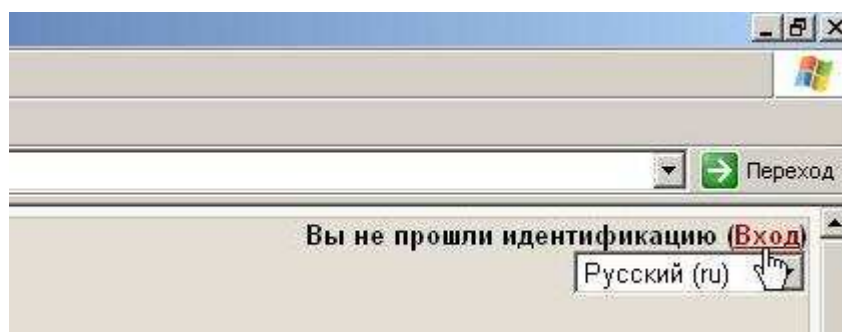 Переход
Вы не прошли идентификацию (Вход)
Русский (ru)